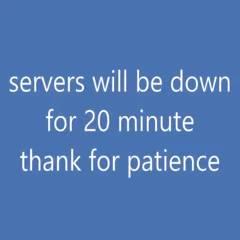 servers will be down
for 20 minute
thank for patience